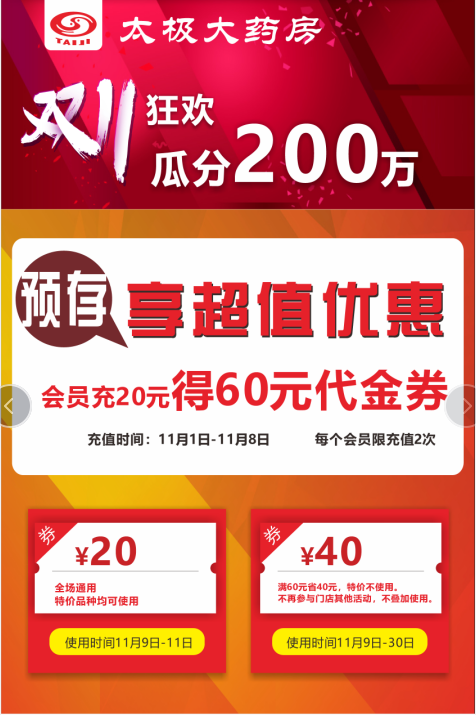 TAIJI
太极大药房
双11
狂欢
瓜分200万
预存
享超值优惠
会员充20元得60元代金券
充值时间：11月1日-11月8日 每个会员限充值2次
券
¥20
全场通用
特价品种均可使用
使用时间11月9日-11日
券
¥40
满60元省40元，特价不使用。
不再参与门店其他活动，不叠加使用。
使用时间11月9日-30日